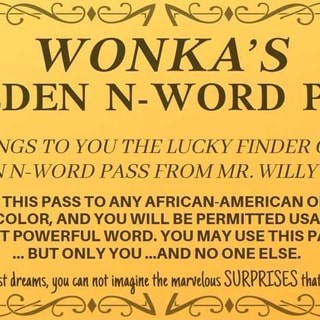 WONKA'S
DEN N-WORD P
NGS TO YOU THE LUCKY FINDER
N N-WORD PASS FROM MR. WILLY
THIS PASS TO ANY AFRICAN-AMERICAN O
COLOR, AND YOU WILL BE PERMITTED USA
T POWERFUL WORD. YOU MAY USE THIS PA
... BUT ONLY YOU ...AND NO ONE ELSE.
st dreams, you can not imagine the marvelous SURPRISES that